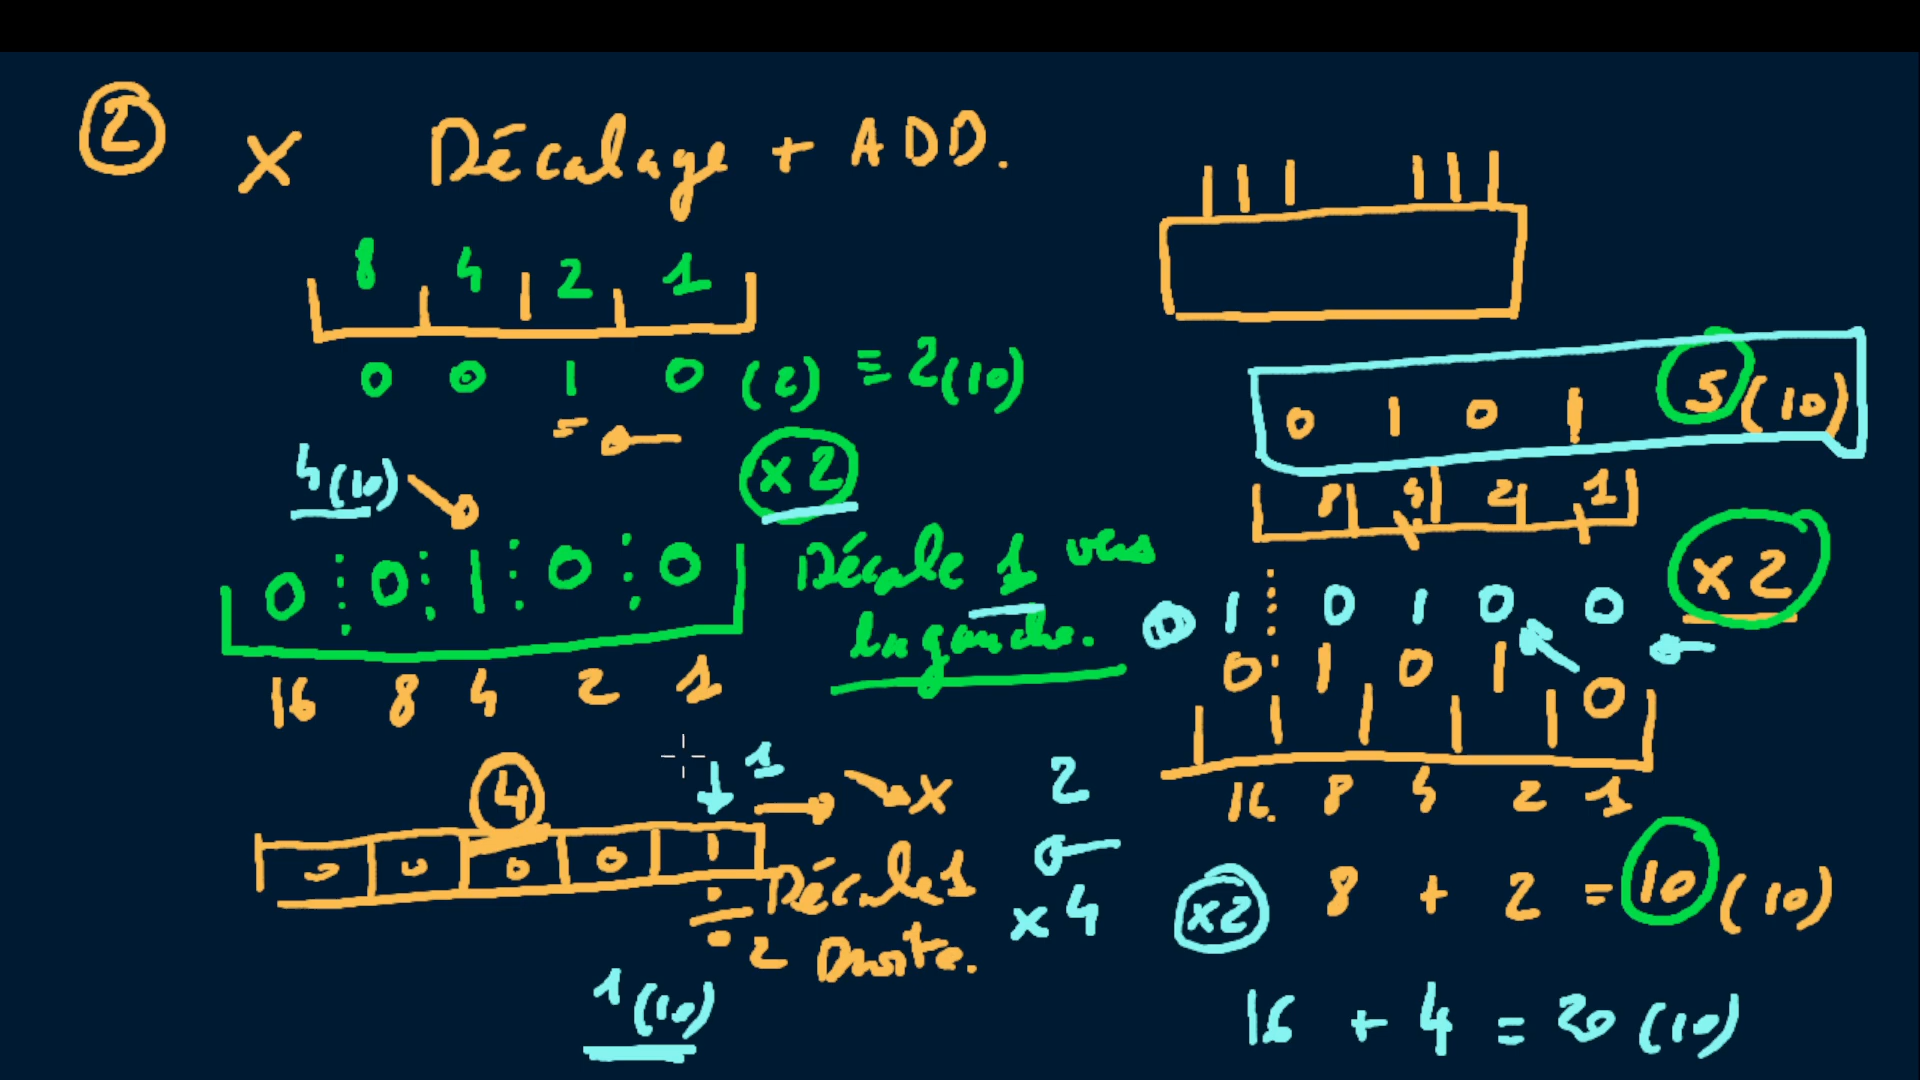 2 x Décalage + ADD.
8 4 2 1
0 0 1 0 (2) ≡ 2(10)
x2
4(10)
0 0 1 0 0
16 8 4 2 1
Décale 1 vers
la gauche.
4
1
x
0 0 0 0 1
Décale 1
÷ 2 Droite.
1(10)
2
x4
0 1 0 1 5(10)
8 4 2 1
x2
0 1 0 1 0 0
0 1 0 1 0
16 8 4 2 1
x2 8 + 2 = 10(10)
16 + 4 = 20(10)